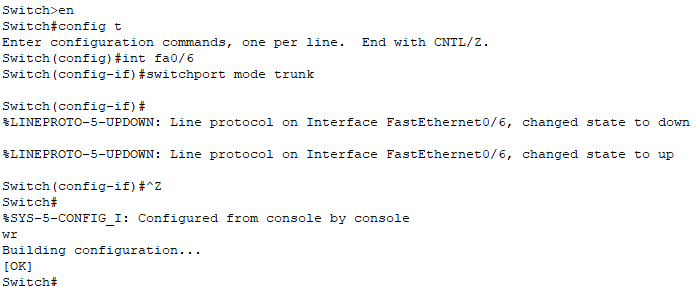 Switch>en
Switch#config t
Enter configuration commands, one per line.  End with CNTL/Z.
Switch(config)#int fa0/6
Switch(config-if)#switchport mode trunk
Switch(config-if)#
%LINEPROTO-5-UPDOWN: Line protocol on Interface FastEthernet0/6, changed state to down
%LINEPROTO-5-UPDOWN: Line protocol on Interface FastEthernet0/6, changed state to up
Switch(config-if)#^Z
Switch#
%SYS-5-CONFIG_I: Configured from console by console
wr
Building configuration...
[OK]
Switch#